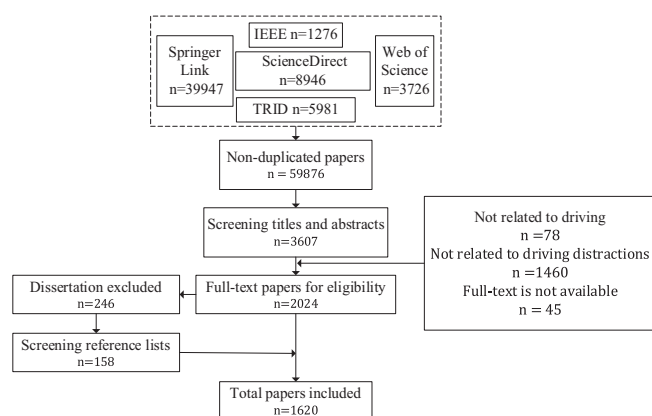 IEEE n=1276
Springer
Link
n=39947
ScienceDirect
n=8946
Web of
Science
n=3726
TRID n=5981
Non-duplicated papers
n = 59876
Screening titles and abstracts
n=3607
Not related to driving
n =78
Not related to driving distractions
n =1460
Full-text is not available
n = 45
Dissertation excluded
n=246
Full-text papers for eligibility
n=2024
Screening reference lists
n=158
Total papers included
n=1620